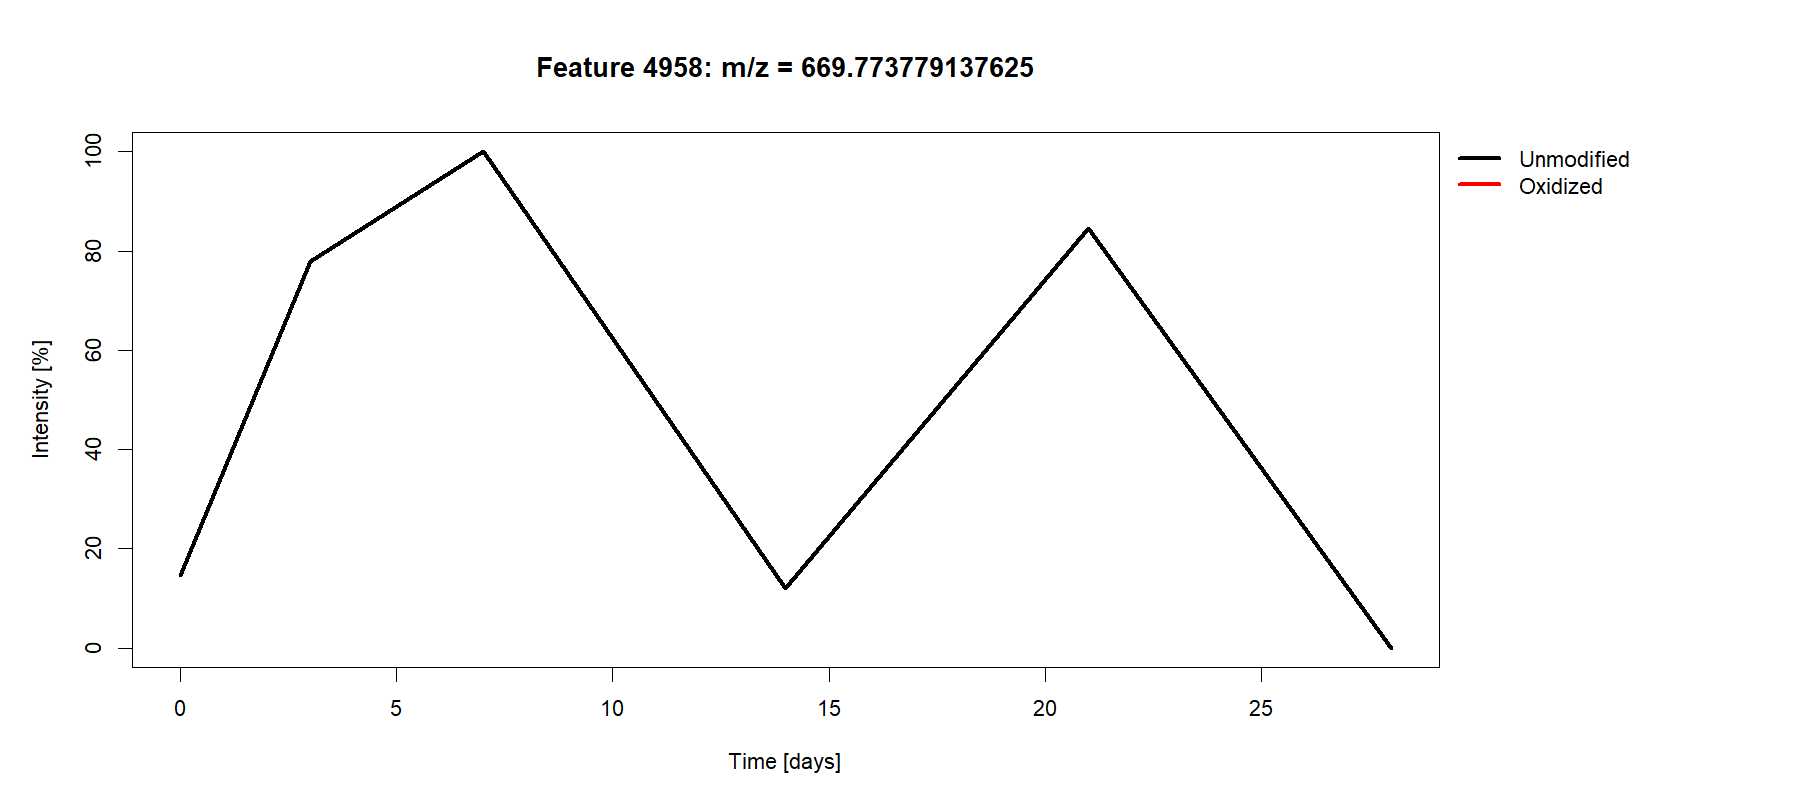 Feature 4958: m/z = 669.773779137625
Unmodified
Oxidized
Intensity [%]
100
80
60
40
20
0
0 5 10 15 20 25
Time [days]